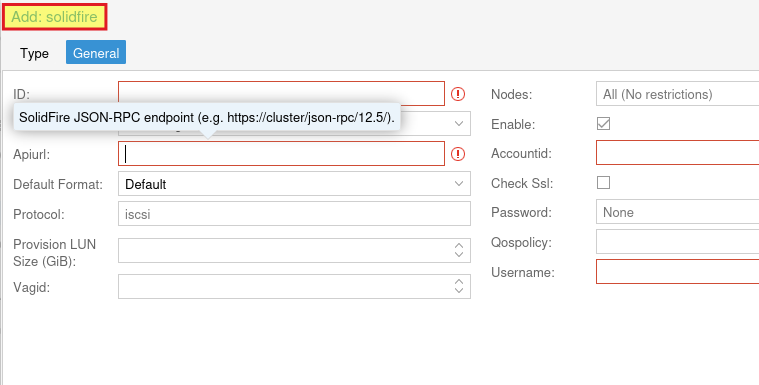 Add: solidfire
Type General
ID:
SolidFire JSON-RPC endpoint (e.g. https://cluster/json-rpc/12.5/).
Apiurl:
Default Format: Default
Protocol: iscsi
Provision LUN
Size (GiB):
Vagid:
Nodes: All (No restrictions)
Enable:
Accountid:
Check Ssl:
Password: None
Qospolicy:
Username: